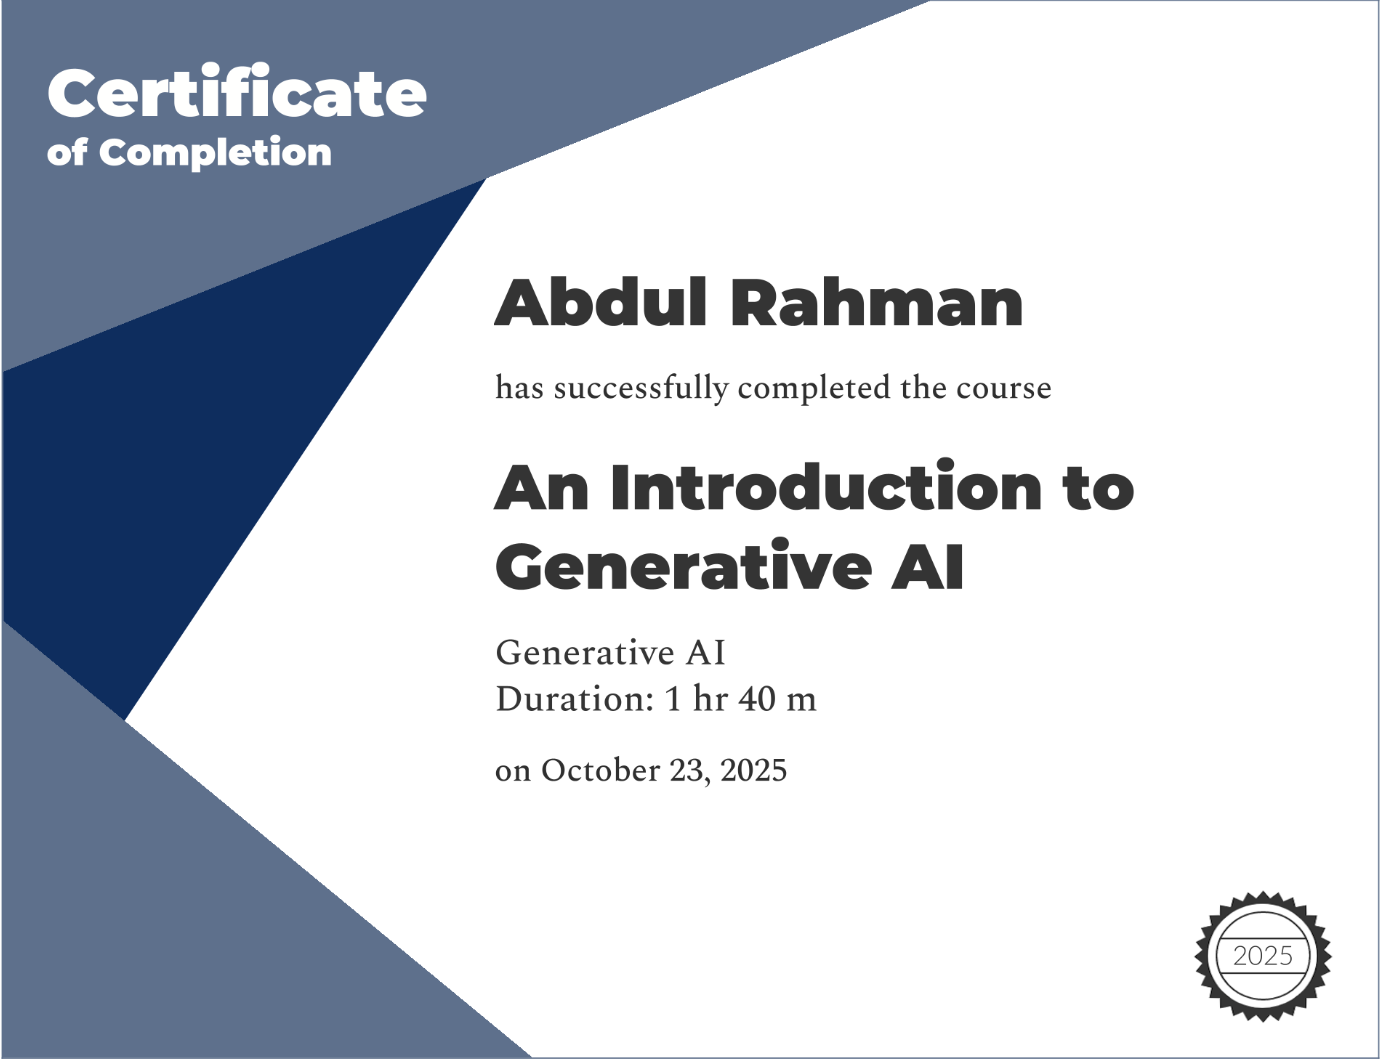 Certificate
of Completion
Abdul Rahman
has successfully completed the course
An Introduction to
Generative AI
Generative AI
Duration: 1 hr 40 m
on October 23, 2025
2025